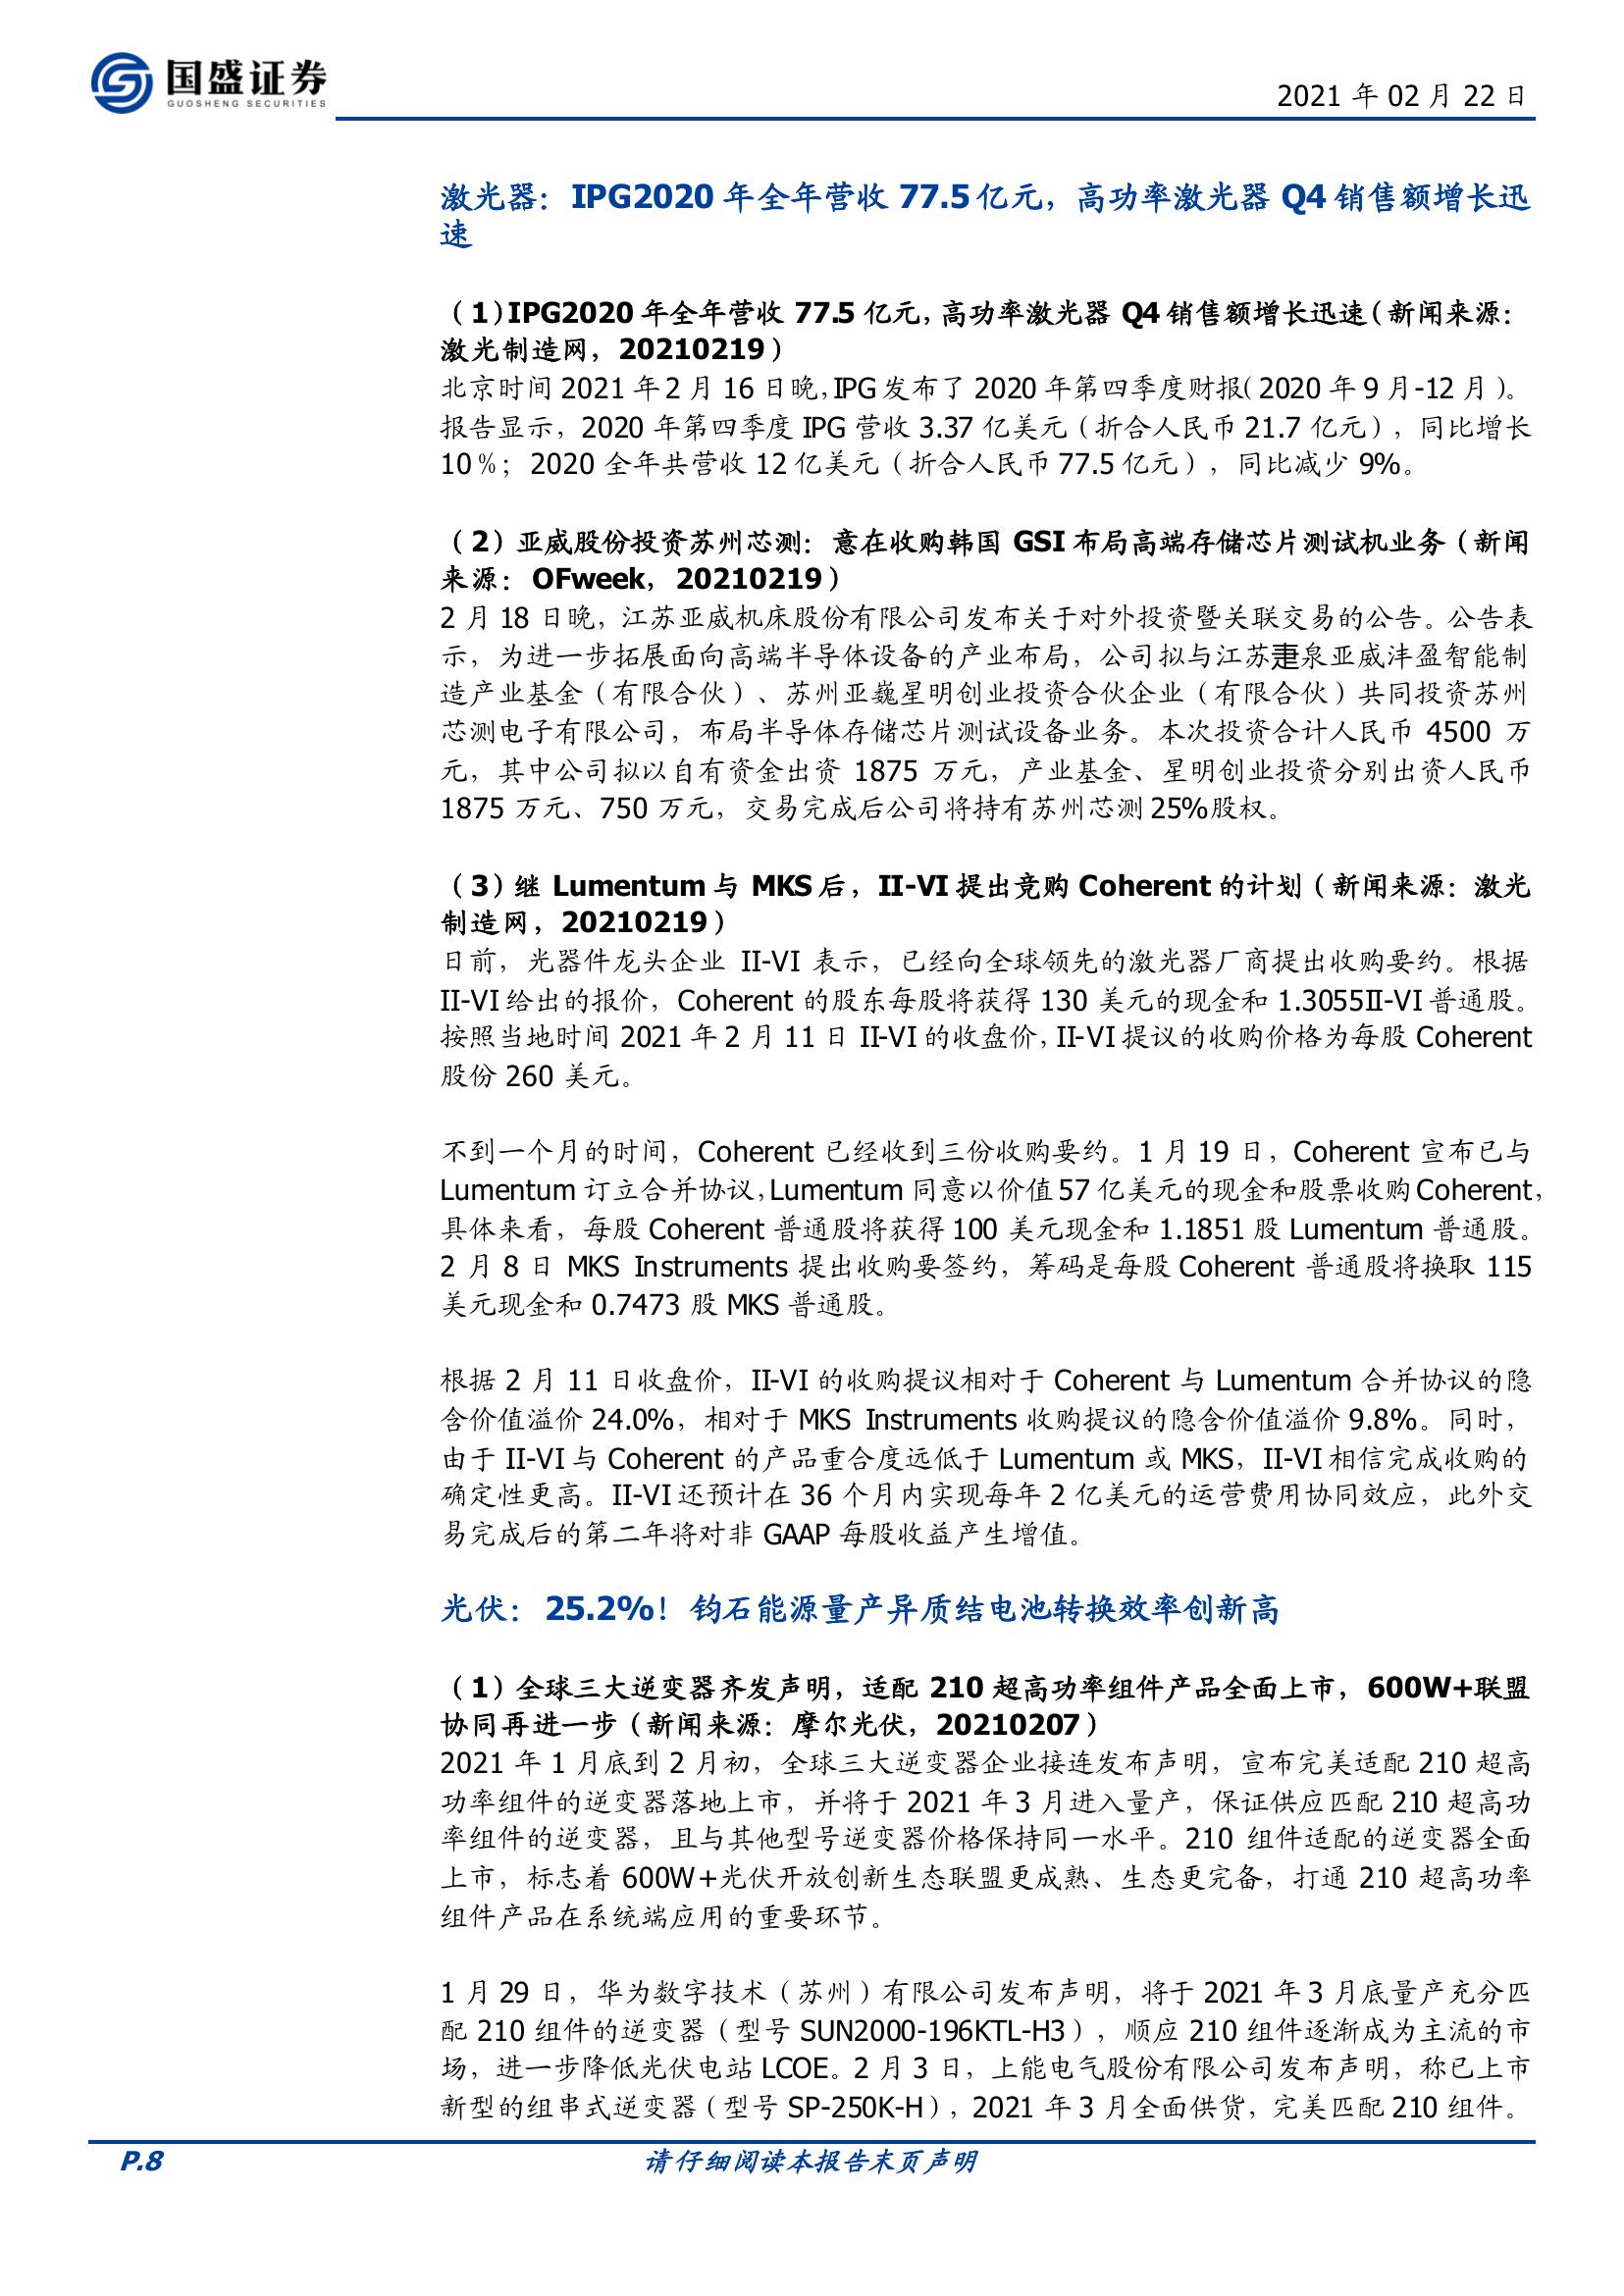 国盛证券
GUOSHENG SECURITIES
2021 年 02 月 22 日
激光器：IPG2020 年全年营收 77.5 亿元，高功率激光器 Q4 销售额增长迅
速
（1）IPG2020 年全年营收 77.5 亿元，高功率激光器 Q4 销售额增长迅速（新闻来源：
激光制造网，20210219）
北京时间 2021 年 2 月 16 日晚，IPG 发布了 2020 年第四季度财报（2020 年 9 月-12 月）。
报告显示，2020 年第四季度 IPG 营收 3.37 亿美元（折合人民币 21.7 亿元），同比增长
10％；2020 全年共营收 12 亿美元（折合人民币 77.5 亿元），同比减少 9%。
（2）亚威股份投资苏州芯测：意在收购韩国 GSI 布局高端存储芯片测试机业务（新闻
来源：OFweek，20210219）
2 月 18 日晚，江苏亚威机床股份有限公司发布关于对外投资暨关联交易的公告。公告表
示，为进一步拓展面向高端半导体设备的产业布局，公司拟与江苏疌泉亚威沣盈智能制
造产业基金（有限合伙）、苏州亚巍星明创业投资合伙企业（有限合伙）共同投资苏州
芯测电子有限公司，布局半导体存储芯片测试设备业务。本次投资合计人民币 4500 万
元，其中公司拟以自有资金出资 1875 万元，产业基金、星明创业投资分别出资人民币
1875 万元、750 万元，交易完成后公司将持有苏州芯测 25%股权。
（3）继 Lumentum 与 MKS 后，II-VI 提出竞购 Coherent 的计划（新闻来源：激光
制造网，20210219）
日前，光器件龙头企业 II-VI 表示，已经向全球领先的激光器厂商提出收购要约。根据
II-VI 给出的报价，Coherent 的股东每股将获得 130 美元的现金和 1.3055II-VI 普通股。
按照当地时间 2021 年 2 月 11 日 II-VI 的收盘价，II-VI 提议的收购价格为每股 Coherent
股份 260 美元。
不到一个月的时间，Coherent 已经收到三份收购要约。1 月 19 日，Coherent 宣布已与
Lumentum 订立合并协议，Lumentum 同意以价值 57 亿美元的现金和股票收购 Coherent，
具体来看，每股 Coherent 普通股将获得 100 美元现金和 1.1851 股 Lumentum 普通股。
2 月 8 日 MKS Instruments 提出收购要签约，筹码是每股 Coherent 普通股将换取 115
美元现金和 0.7473 股 MKS 普通股。
根据 2 月 11 日收盘价，II-VI 的收购提议相对于 Coherent 与 Lumentum 合并协议的隐
含价值溢价 24.0%，相对于 MKS Instruments 收购提议的隐含价值溢价 9.8%。同时，
由于 II-VI 与 Coherent 的产品重合度远低于 Lumentum 或 MKS，II-VI 相信完成收购的
确定性更高。II-VI 还预计在 36 个月内实现每年 2 亿美元的运营费用协同效应，此外交
易完成后的第二年将对非 GAAP 每股收益产生增值。
光伏：25.2%！钧石能源量产异质结电池转换效率创新高
（1）全球三大逆变器齐发声明，适配 210 超高功率组件产品全面上市，600W+联盟
协同再进一步（新闻来源：摩尔光伏，20210207）
2021 年 1 月底到 2 月初，全球三大逆变器企业接连发布声明，宣布完美适配 210 超高
功率组件的逆变器落地上市，并将于 2021 年 3 月进入量产，保证供应匹配 210 超高功
率组件的逆变器，且与其他型号逆变器价格保持同一水平。210 组件适配的逆变器全面
上市，标志着 600W+光伏开放创新生态联盟更成熟、生态更完备，打通 210 超高功率
组件产品在系统端应用的重要环节。
1 月 29 日，华为数字技术（苏州）有限公司发布声明，将于 2021 年 3 月底量产充分匹
配 210 组件的逆变器（型号 SUN2000-196KTL-H3），顺应 210 组件逐渐成为主流的市
场，进一步降低光伏电站 LCOE。2 月 3 日，上能电气股份有限公司发布声明，称已上市
新型的组串式逆变器（型号 SP-250K-H），2021 年 3 月全面供货，完美匹配 210 组件。
P.8
请仔细阅读本报告末页声明